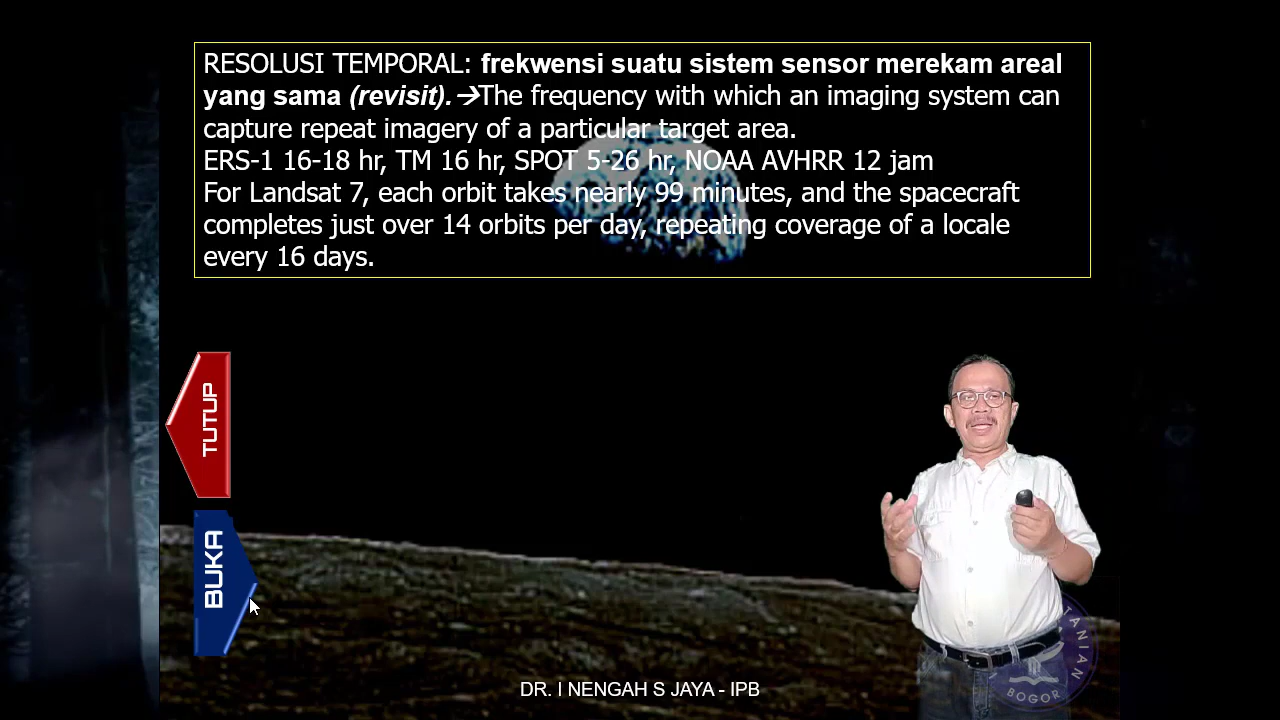 RESOLUSI TEMPORAL: frekwensi suatu sistem sensor merekam areal
yang sama (revisit). →The frequency with which an imaging system can
capture repeat imagery of a particular target area.
ERS-1 16-18 hr, TM 16 hr, SPOT 5-26 hr, NOAA AVHRR 12 jam
For Landsat 7, each orbit takes nearly 99 minutes, and the spacecraft
completes just over 14 orbits per day, repeating coverage of a locale
every 16 days.
TUTUP
BUKA
DR. I NENGAH S JAYA - IPB
BOGOR